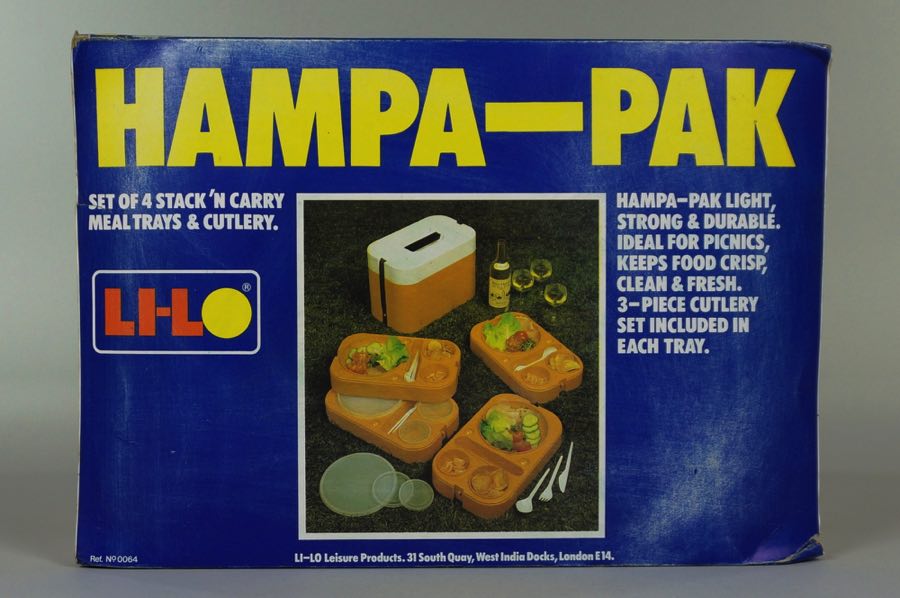 HAMPA—PAK
SET OF 4 STACK 'N CARRY
MEAL TRAYS & CUTLERY.
LI-LO®
HAMPA—PAK LIGHT,
STRONG & DURABLE.
IDEAL FOR PICNICS,
KEEPS FOOD CRISP,
CLEAN & FRESH.
3—PIECE CUTLERY
SET INCLUDED IN
EACH TRAY.
Ref. Nº 0064
LI—LO Leisure Products. 31 South Quay, West India Docks, London E14.